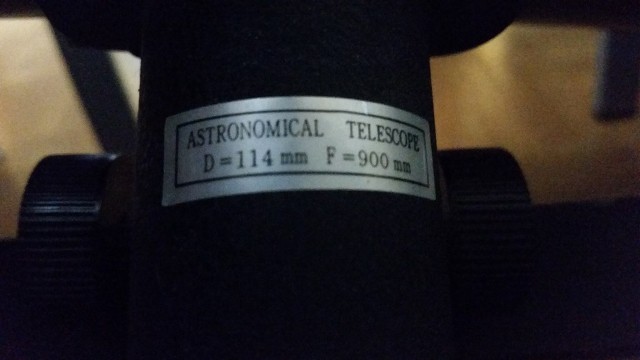 ASTRONOMICAL TELESCOPE
D=114 mm F=900 mm